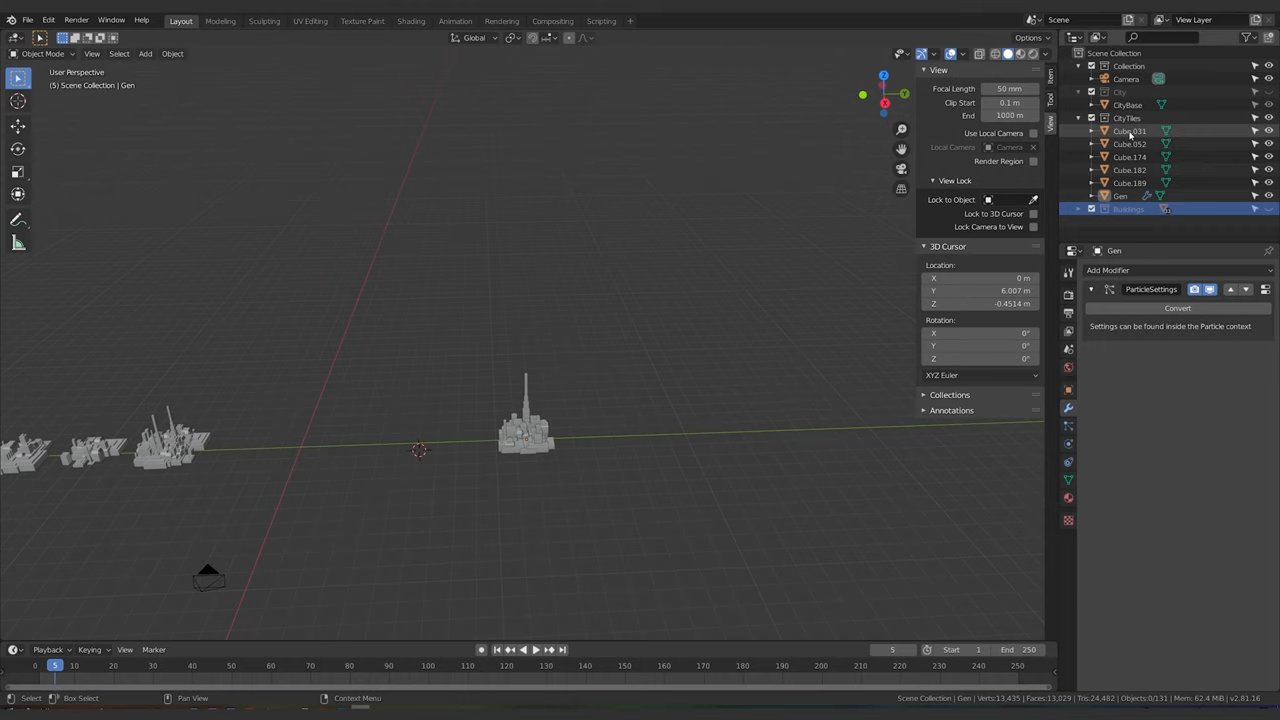 File Edit Render Window Help Layout Modeling Sculpting UV Editing Texture Paint Shading Animation Rendering Compositing Scripting + Scene View Layer
Global Options
Object Mode View Select Add Object
User Perspective
(5) Scene Collection | Gen
View
Focal Length 50 mm
Clip Start 0.1 m
End 1000 m
Use Local Camera
Local Camera Camera
Render Region
View Lock
Lock to Object
Lock to 3D Cursor
Lock Camera to View
3D Cursor
Location:
X 0 m
Y 6.007 m
Z -0.4514 m
Rotation:
X 0°
Y 0°
Z 0°
XYZ Euler
Collections
Annotations
Item
Tool
View
Z
Y
X
Scene Collection
Collection
Camera
City
CityBase
CityTiles
Cube.031
Cube.052
Cube.174
Cube.182
Cube.189
Gen
Buildings
Gen
Add Modifier
ParticleSettings
Convert
Settings can be found inside the Particle context
Playback Keying View Marker 5 Start 1 End 250
0 5 10 20 30 40 50 60 70 80 90 100 110 120 130 140 150 160 170 180 190 200 210 220 230 240 250
Select Box Select Pan View Context Menu Scene Collection | Gen | Verts:13,435 | Faces:13,029 | Tris:24,482 | Objects:0/131 | Mem: 62.4 MiB | v2.81.16